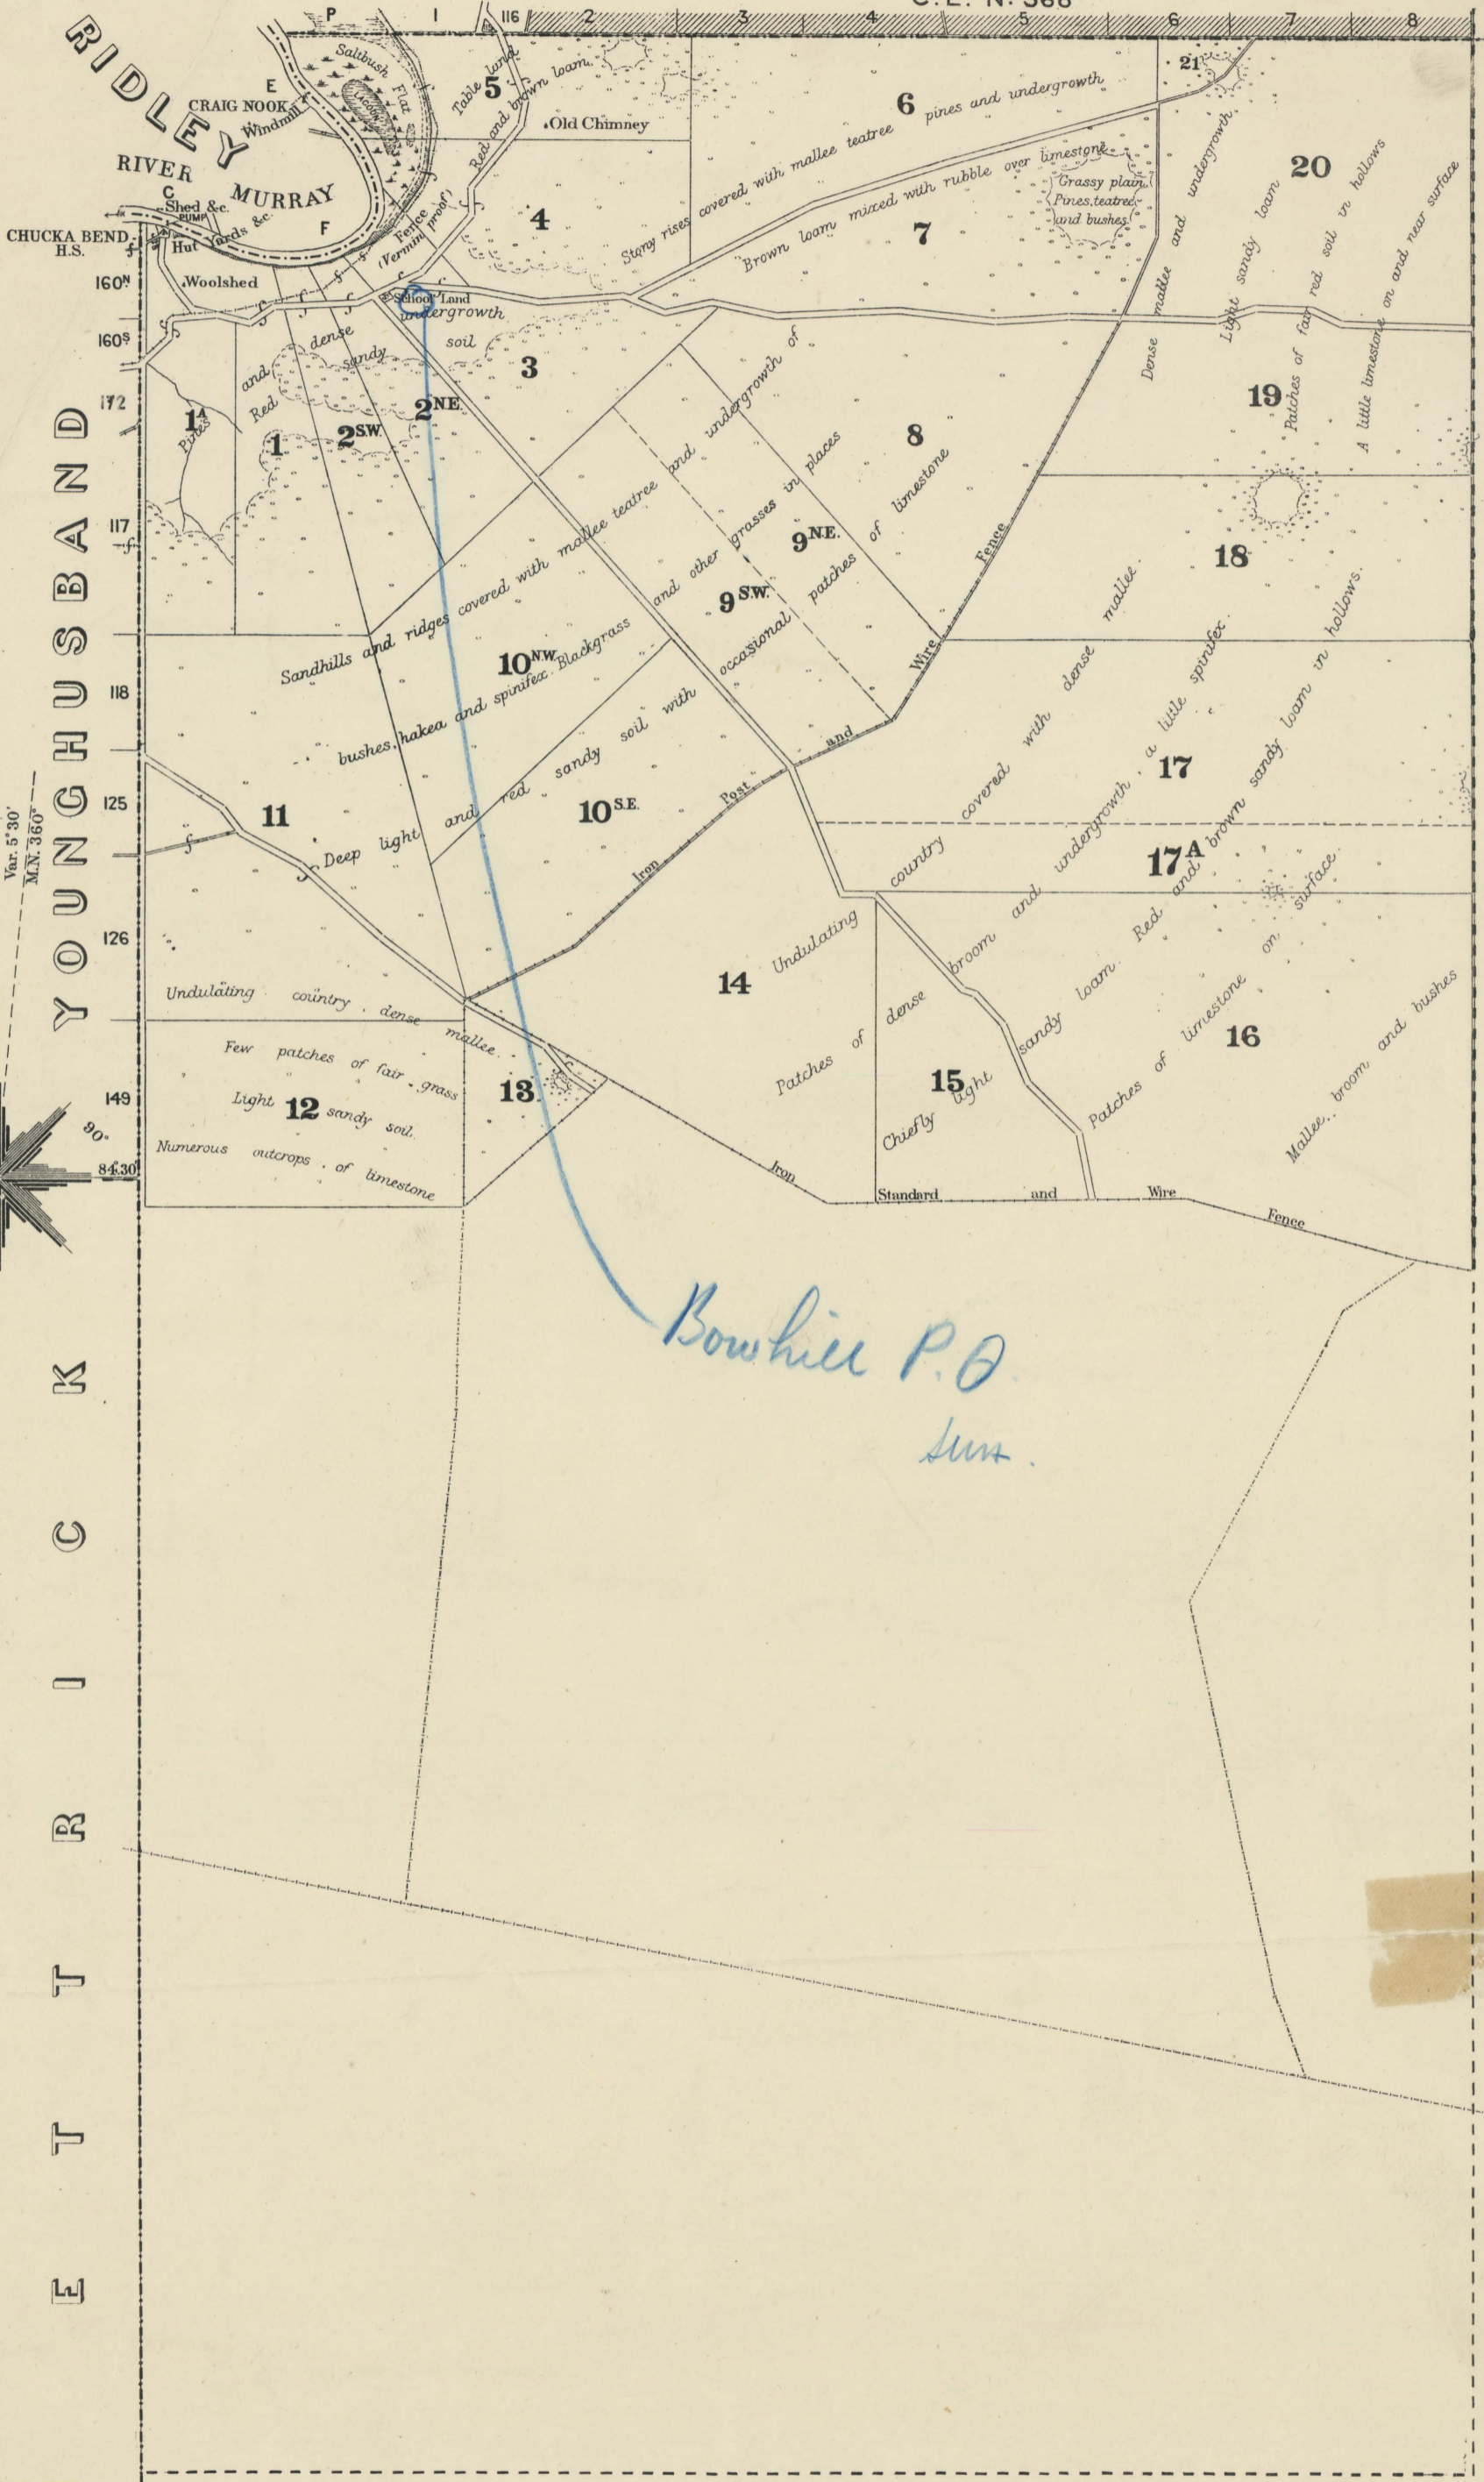 C.L. N. 368
P 1 116 2 3 4 5 6 7 8
RIDLEY
Saltbush Flat
LAGOON
E
CRAIG NOOK
Windmill
RIVER MURRAY
C
Shed &c.
PUMP
Hut Yards &c.
F
CHUCKA BEND
H.S.
Woolshed
Fence
(Vermin proof)
5
Table land
Red and brown loam
Old Chimney
4
6
Stony rises covered with mallee teatree pines and undergrowth
Brown loam mixed with rubble over limestone
7
Grassy plain,
Pines, teatree,
and bushes
21
20
Dense mallee and undergrowth
Light sandy loam
Patches of fair red soil in hollows
A little limestone on and near surface
19
School Land
160N
160S
172
117
118
125
126
149
90°
84.30
Var. 5°30'
M.N. 360°
YOUNGHUSBAND
ETTRICK
1A
Pines
and dense undergrowth
Red sandy soil
1
2S.W.
2N.E.
3
8
9N.E.
9S.W.
Sandhills and ridges covered with mallee teatree and undergrowth of
bushes, hakea and spinifex. Blackgrass and other grasses in places
Deep light and red sandy soil with occasional patches of limestone
10N.W.
10S.E.
11
Iron Post and Wire Fence
18
17
17A
Undulating country covered with dense mallee.
Patches of dense broom and undergrowth, a little spinifex.
Chiefly light sandy loam. Red and brown sandy loam in hollows.
Patches of limestone on surface.
Mallee, broom and bushes
14
15
16
Undulating country, dense mallee.
Few patches of fair grass
Light sandy soil.
Numerous outcrops of limestone
12
13
Iron Standard and Wire Fence
Bowhill P.O.